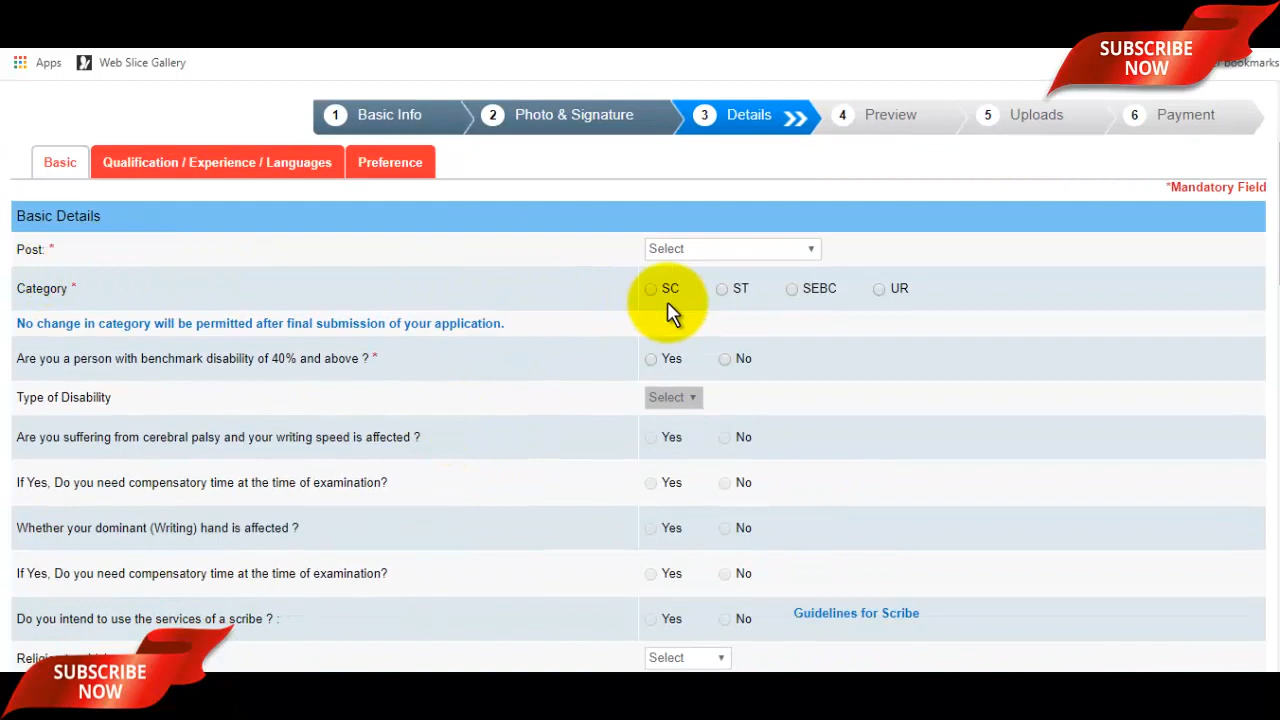 SUBSCRIBE
NOW
Apps Web Slice Gallery bookmarks
1 Basic Info 2 Photo & Signature 3 Details 4 Preview 5 Uploads 6 Payment
Basic Qualification / Experience / Languages Preference
*Mandatory Field
Basic Details
Post: * Select
Category * SC ST SEBC UR
No change in category will be permitted after final submission of your application.
Are you a person with benchmark disability of 40% and above ? * Yes No
Type of Disability Select
Are you suffering from cerebral palsy and your writing speed is affected ? Yes No
If Yes, Do you need compensatory time at the time of examination? Yes No
Whether your dominant (Writing) hand is affected ? Yes No
If Yes, Do you need compensatory time at the time of examination? Yes No
Do you intend to use the services of a scribe ? : Yes No Guidelines for Scribe
Select
SUBSCRIBE
NOW